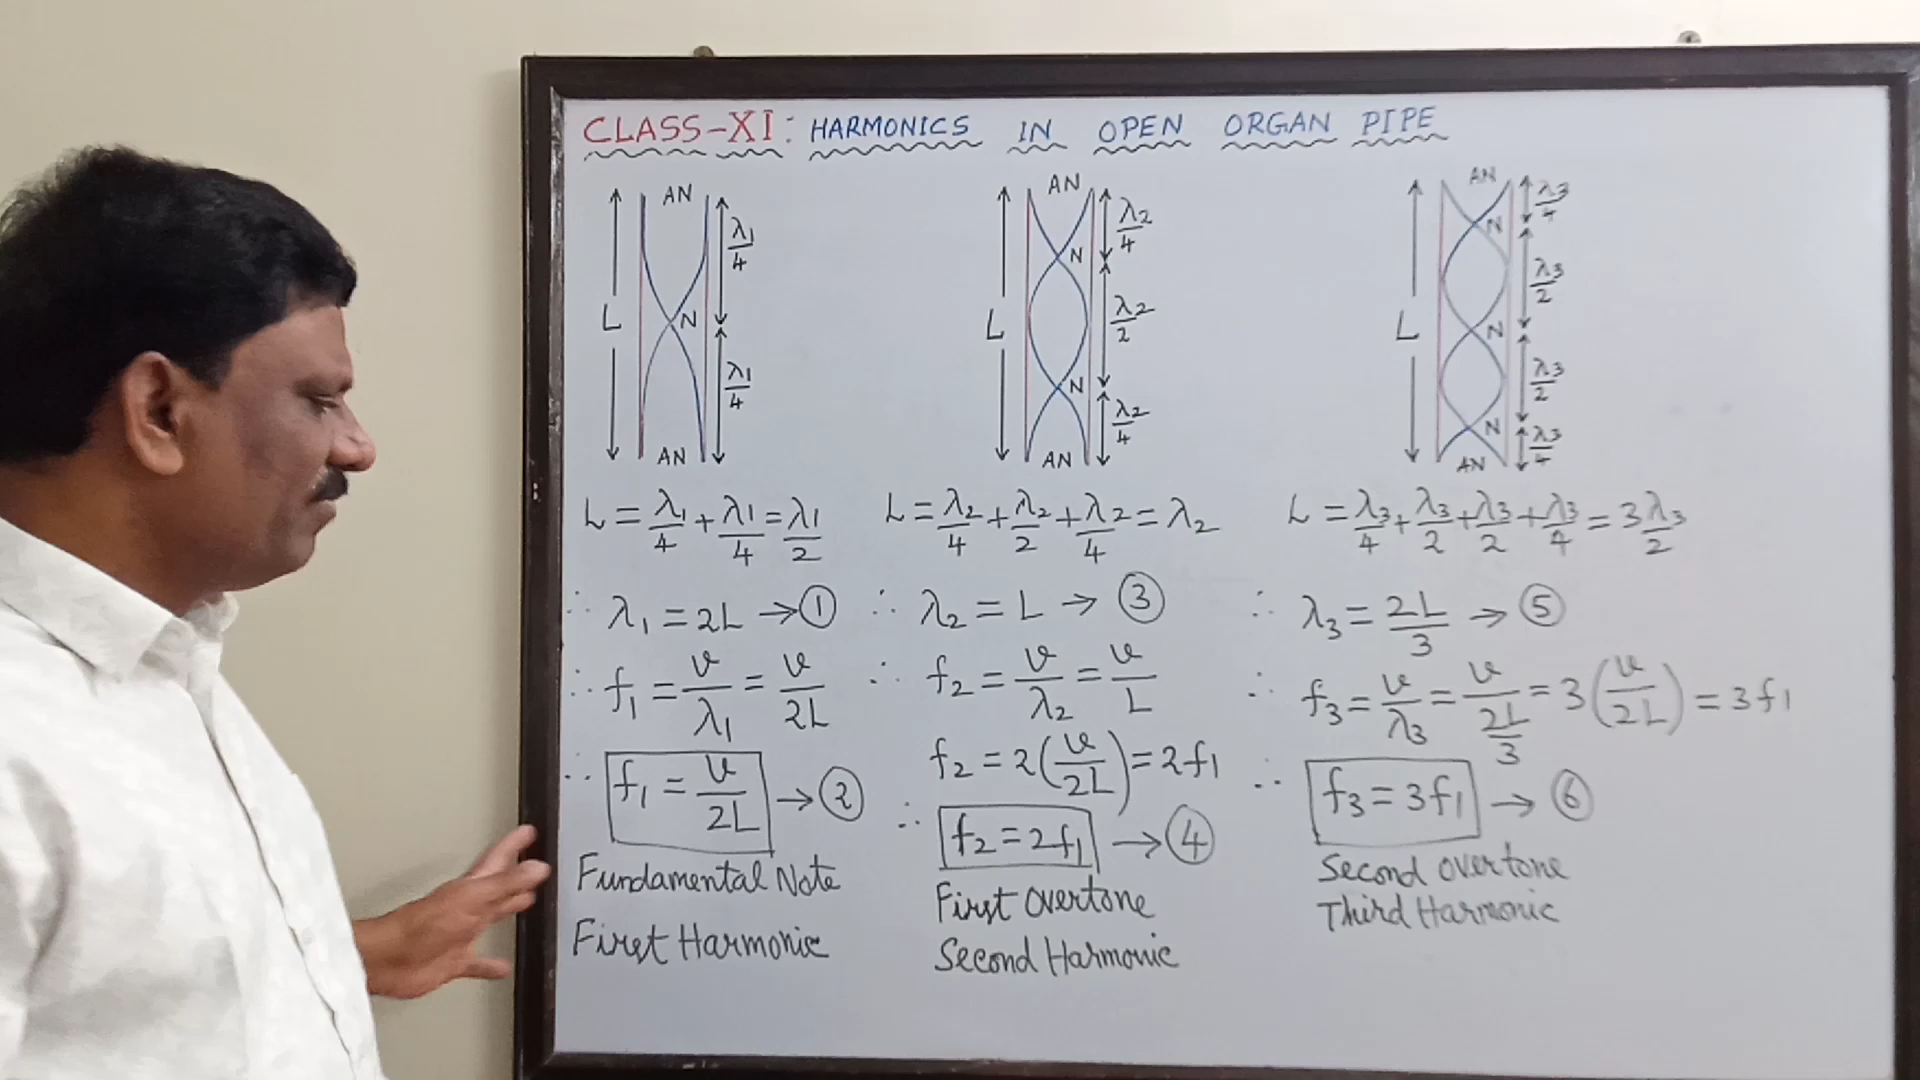 CLASS-XI: HARMONICS IN OPEN ORGAN PIPE
AN
λ1/4
L
N
λ1/4
AN
L = λ1/4 + λ1/4 = λ1/2
∴ λ1 = 2L → ①
∴ f1 = v/λ1 = v/2L
∴ f1 = v/2L → ②
Fundamental Note
First Harmonic
AN
λ2/4
N
L
λ2/2
N
λ2/4
AN
L = λ2/4 + λ2/2 + λ2/4 = λ2
∴ λ2 = L → ③
∴ f2 = v/λ2 = v/L
f2 = 2(v/2L) = 2f1
∴ f2 = 2f1 → ④
First Overtone
Second Harmonic
AN
λ3/4
N
λ3/2
L
N
λ3/2
N
λ3/4
AN
L = λ3/4 + λ3/2 + λ3/2 + λ3/4 = 3λ3/2
∴ λ3 = 2L/3 → ⑤
∴ f3 = v/λ3 = v/(2L/3) = 3(v/2L) = 3f1
∴ f3 = 3f1 → ⑥
Second Overtone
Third Harmonic